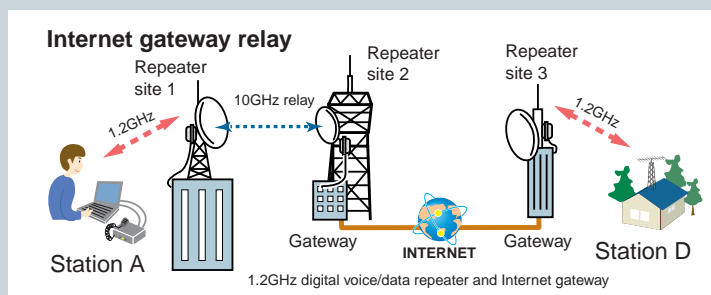 Internet gateway relay
Repeater
site 1
Repeater
site 2
Repeater
site 3
1.2GHz
10GHz relay
1.2GHz
Station A
Gateway
INTERNET
Gateway
Station D
1.2GHz digital voice/data repeater and Internet gateway